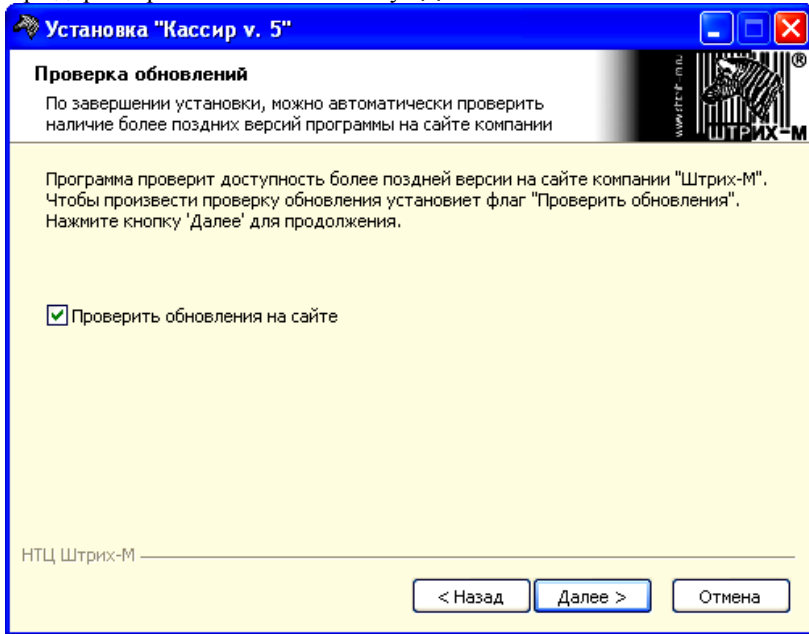 Установка "Кассир v. 5"
Проверка обновлений
По завершении установки, можно автоматически проверить
наличие более поздних версий программы на сайте компании
ШТРИХ-М
®
Программа проверит доступность более поздней версии на сайте компании "Штрих-М".
Чтобы произвести проверку обновления установиет флаг "Проверить обновления".
Нажмите кнопку 'Далее' для продолжения.
Проверить обновления на сайте
НТЦ Штрих-М
< Назад
Далее >
Отмена